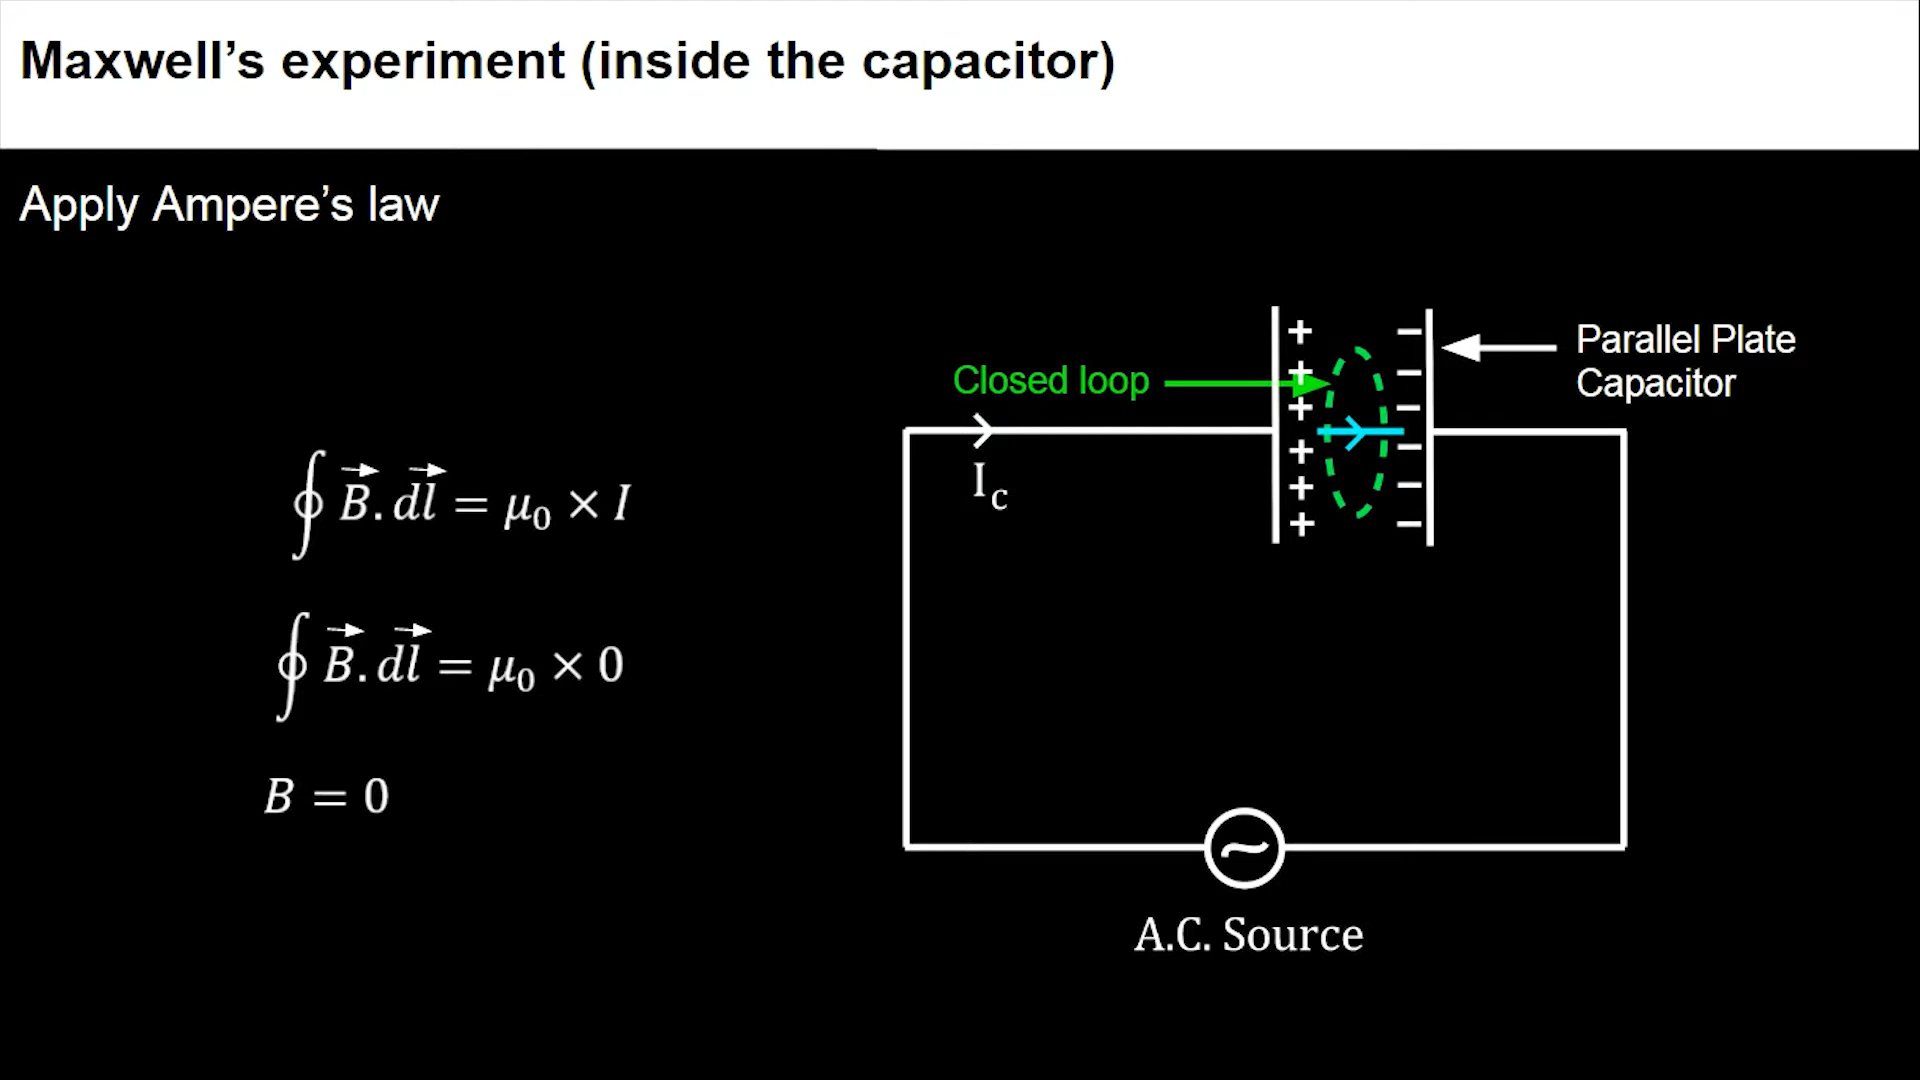 Maxwell’s experiment (inside the capacitor)
Apply Ampere’s law
∮ B⃗. dl⃗ = μ₀ × I
∮ B⃗. dl⃗ = μ₀ × 0
B = 0
Closed loop
Parallel Plate
Capacitor
I_c
+ + + + + +
− − − − − −
A.C. Source